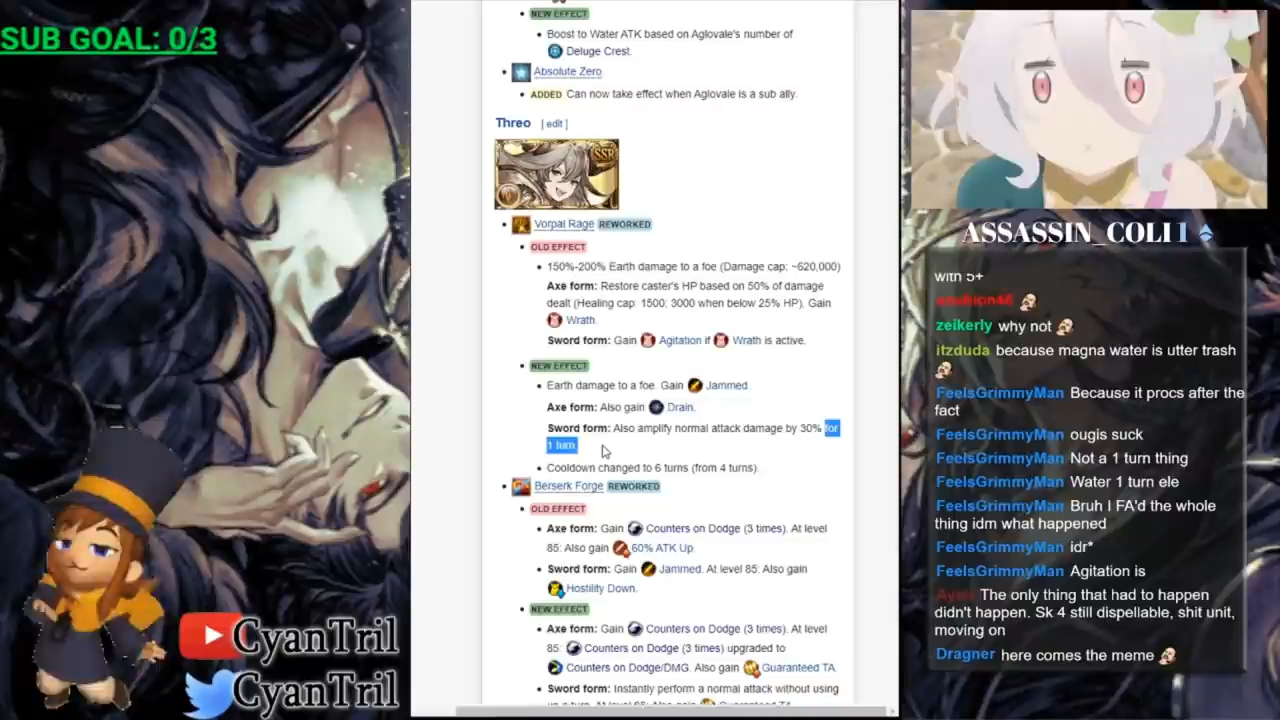 SUB GOAL: 0/3
NEW EFFECT
Boost to Water ATK based on Aglovale's number of
Deluge Crest.
Absolute Zero
ADDED Can now take effect when Aglovale is a sub ally.
Threo [ edit ]
SSR
Vorpal Rage REWORKED
OLD EFFECT
150%-200% Earth damage to a foe (Damage cap: ~620,000)
Axe form: Restore caster's HP based on 50% of damage
dealt (Healing cap: 1500; 3000 when below 25% HP). Gain
Wrath.
Sword form: Gain Agitation if Wrath is active.
NEW EFFECT
Earth damage to a foe. Gain Jammed.
Axe form: Also gain Drain.
Sword form: Also amplify normal attack damage by 30% for
1 turn
Cooldown changed to 6 turns (from 4 turns).
Berserk Forge REWORKED
OLD EFFECT
Axe form: Gain Counters on Dodge (3 times). At level
85: Also gain 60% ATK Up.
Sword form: Gain Jammed. At level 85: Also gain
Hostility Down.
NEW EFFECT
Axe form: Gain Counters on Dodge (3 times). At level
85: Counters on Dodge (3 times) upgraded to
Counters on Dodge/DMG. Also gain Guaranteed TA.
Sword form: Instantly perform a normal attack without using
CyanTril
CyanTril
ASSASSIN_COLI 1
with 5+
zeikerly why not
itzduda because magna water is utter trash
FeelsGrimmyMan Because it procs after the
fact
FeelsGrimmyMan ougis suck
FeelsGrimmyMan Not a 1 turn thing
FeelsGrimmyMan Water 1 turn ele
FeelsGrimmyMan Bruh I FA'd the whole
thing idm what happened
FeelsGrimmyMan idr*
FeelsGrimmyMan Agitation is
The only thing that had to happen
didn't happen. Sk 4 still dispellable, shit unit,
moving on
Dragner here comes the meme